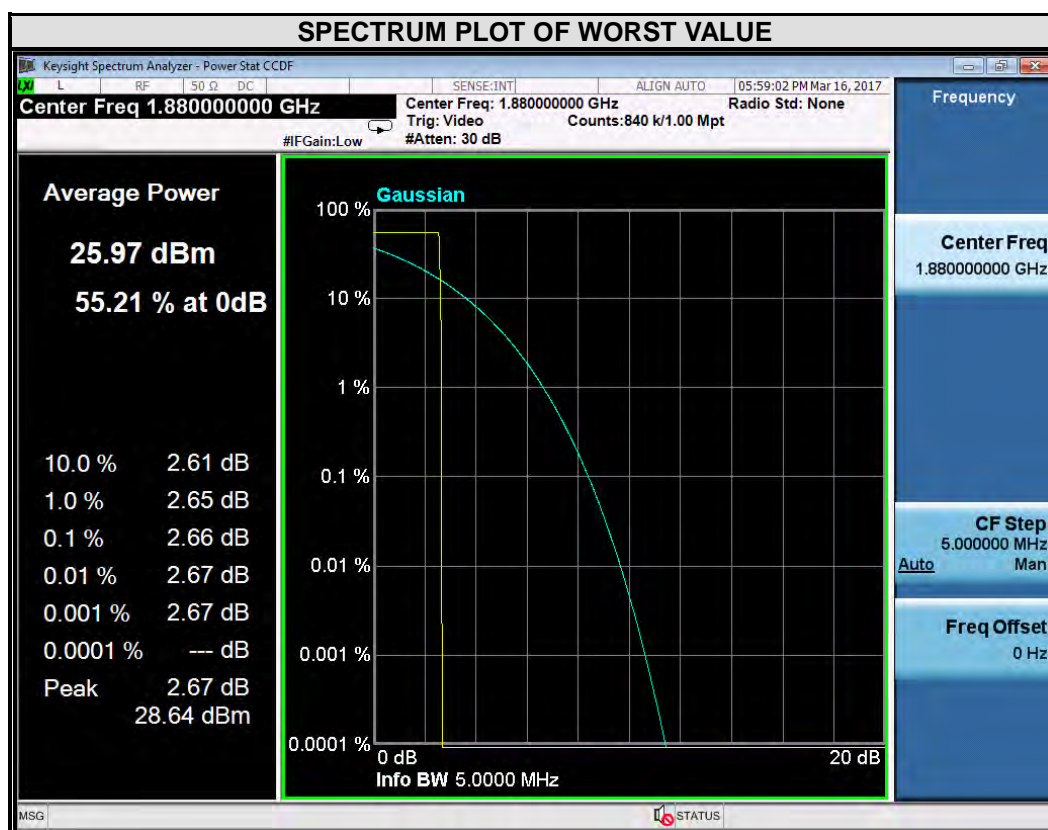 SPECTRUM PLOT OF WORST VALUE
Keysight Spectrum Analyzer - Power Stat CCDF
LXI L RF 50 Ω DC SENSE:INT ALIGN AUTO 05:59:02 PM Mar 16, 2017
Center Freq 1.880000000 GHz
Center Freq: 1.880000000 GHz Radio Std: None
Trig: Video Counts:840 k/1.00 Mpt
#IFGain:Low #Atten: 30 dB
Frequency
Average Power
25.97 dBm
55.21 % at 0dB
10.0 % 2.61 dB
1.0 % 2.65 dB
0.1 % 2.66 dB
0.01 % 2.67 dB
0.001 % 2.67 dB
0.0001 % --- dB
Peak 2.67 dB
28.64 dBm
Gaussian
100 %
10 %
1 %
0.1 %
0.01 %
0.001 %
0.0001 %
0 dB 20 dB
Info BW 5.0000 MHz
Center Freq
1.880000000 GHz
CF Step
5.000000 MHz
Auto Man
Freq Offset
0 Hz
MSG STATUS